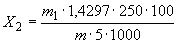 X₂ = (m₁ · 1,4297 · 250 · 100) / (m · 5 · 1000)